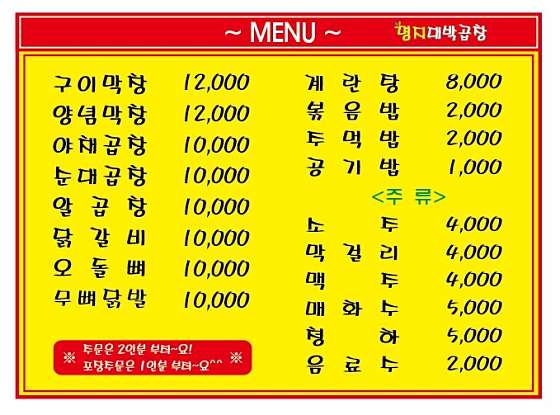 ~ MENU ~
명지대박곱창
구이막창 12,000
양념막창 12,000
야채곱창 10,000
순대곱창 10,000
알곱창 10,000
닭갈비 10,000
오돌뼈 10,000
무뼈닭발 10,000
※ 주문은 2인분 부터~요! ※
포장주문은 1인분 부터~요^^
계란탕 8,000
볶음밥 2,000
주먹밥 2,000
공기밥 1,000
<주 류>
소주 4,000
막걸리 4,000
맥주 4,000
매화수 5,000
청하 5,000
음료수 2,000